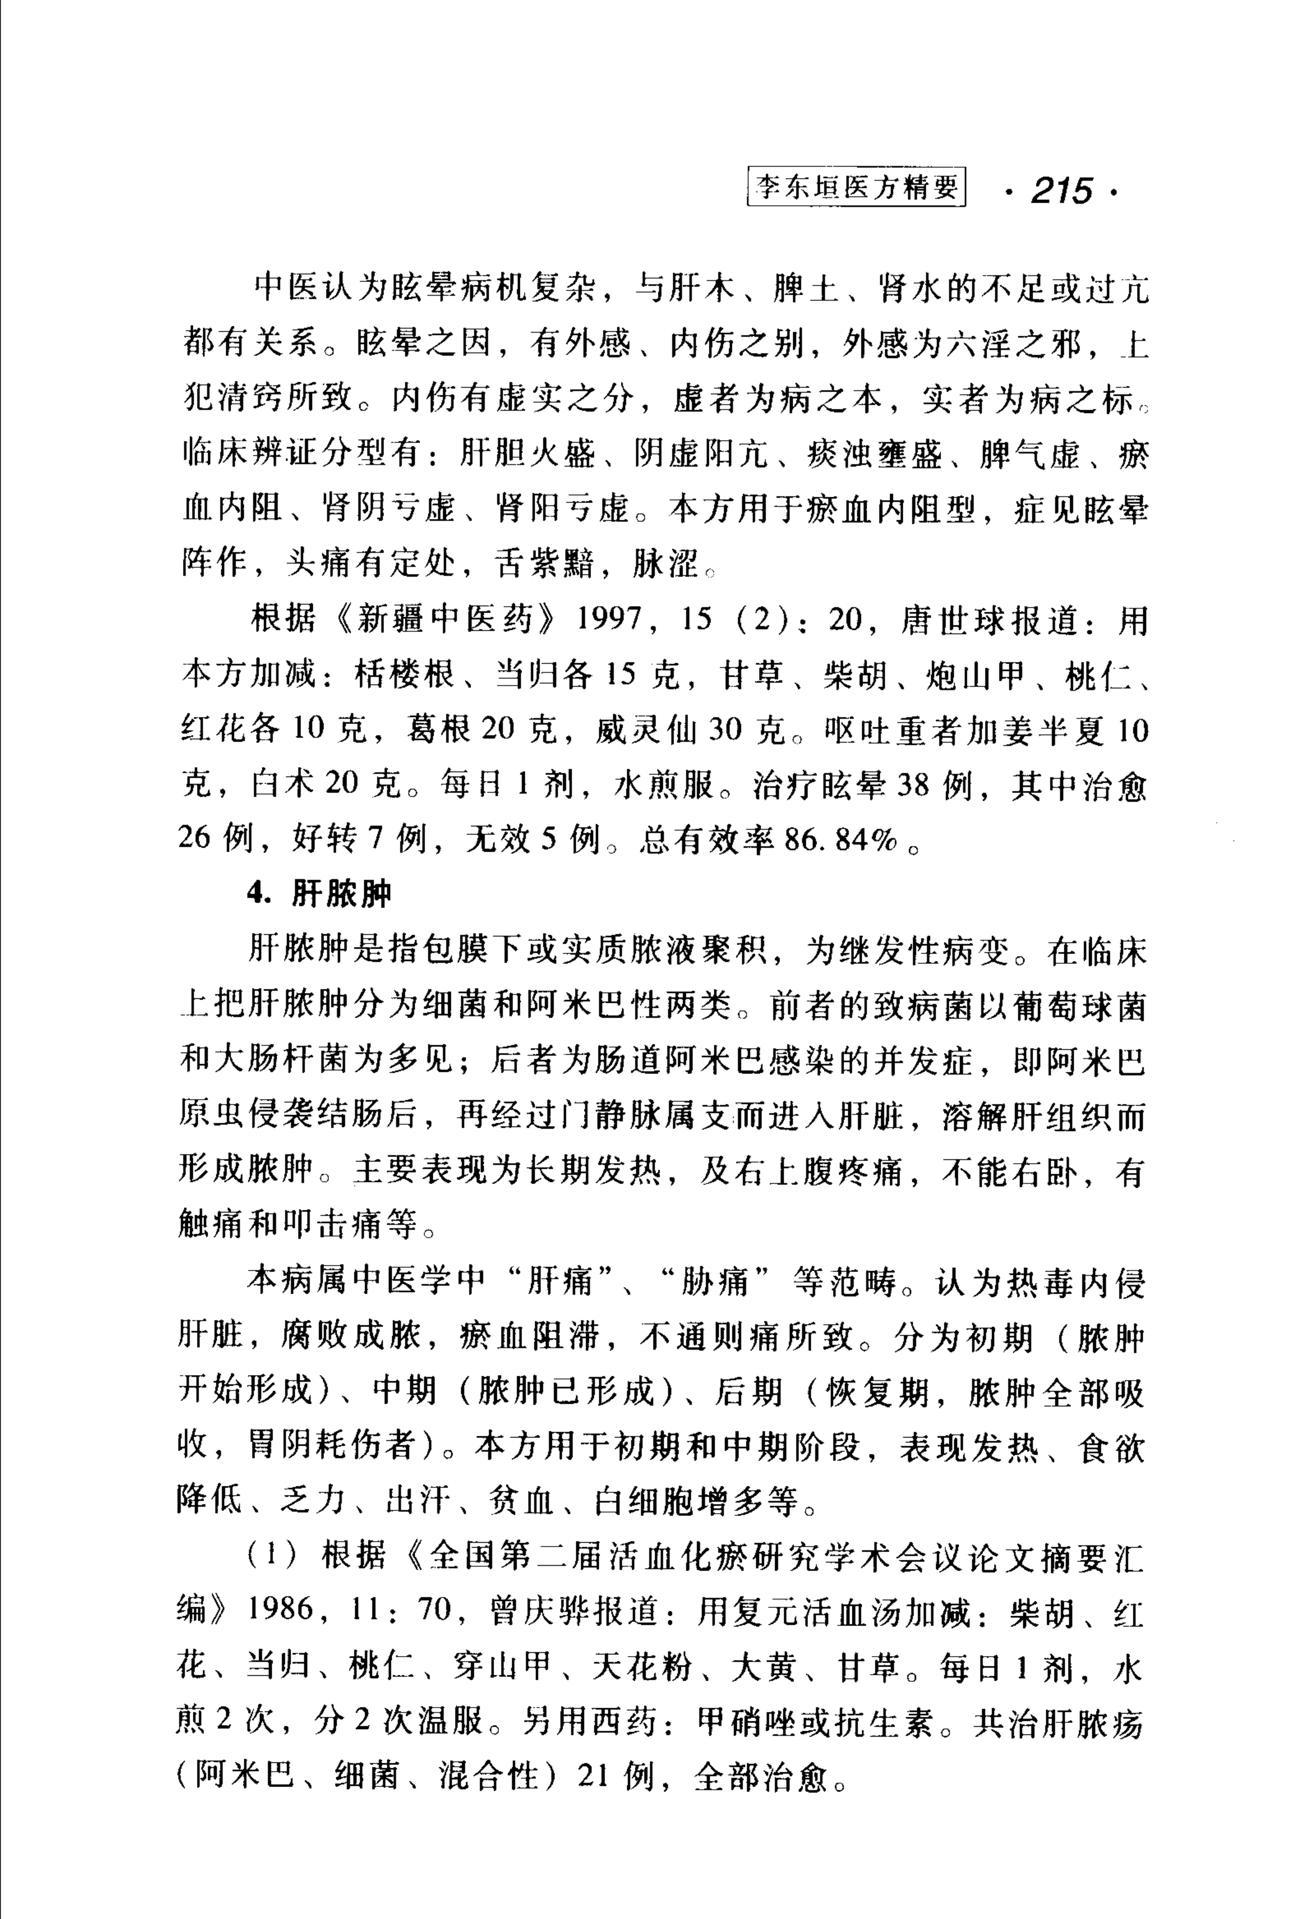 李东垣医方精要 · 215 ·
中医认为眩晕病机复杂，与肝木、脾土、肾水的不足或过亢
都有关系。眩晕之因，有外感、内伤之别，外感为六淫之邪，上
犯清窍所致。内伤有虚实之分，虚者为病之本，实者为病之标。
临床辨证分型有：肝胆火盛、阴虚阳亢、痰浊壅盛、脾气虚、瘀
血内阻、肾阴亏虚、肾阳亏虚。本方用于瘀血内阻型，症见眩晕
阵作，头痛有定处，舌紫黯，脉涩。
根据《新疆中医药》1997，15（2）：20，唐世球报道：用
本方加减：栝楼根、当归各 15 克，甘草、柴胡、炮山甲、桃仁、
红花各 10 克，葛根 20 克，威灵仙 30 克。呕吐重者加姜半夏 10
克，白术 20 克。每日 1 剂，水煎服。治疗眩晕 38 例，其中治愈
26 例，好转 7 例，无效 5 例。总有效率 86.84%。
4. 肝脓肿
肝脓肿是指包膜下或实质脓液聚积，为继发性病变。在临床
上把肝脓肿分为细菌和阿米巴性两类。前者的致病菌以葡萄球菌
和大肠杆菌为多见；后者为肠道阿米巴感染的并发症，即阿米巴
原虫侵袭结肠后，再经过门静脉属支而进入肝脏，溶解肝组织而
形成脓肿。主要表现为长期发热，及右上腹疼痛，不能右卧，有
触痛和叩击痛等。
本病属中医学中“肝痛”、“胁痛”等范畴。认为热毒内侵
肝脏，腐败成脓，瘀血阻滞，不通则痛所致。分为初期（脓肿
开始形成）、中期（脓肿已形成）、后期（恢复期，脓肿全部吸
收，胃阴耗伤者）。本方用于初期和中期阶段，表现发热、食欲
降低、乏力、出汗、贫血、白细胞增多等。
（1）根据《全国第二届活血化瘀研究学术会议论文摘要汇
编》1986，11：70，曾庆骅报道：用复元活血汤加减：柴胡、红
花、当归、桃仁、穿山甲、天花粉、大黄、甘草。每日 1 剂，水
煎 2 次，分 2 次温服。另用西药：甲硝唑或抗生素。共治肝脓疡
（阿米巴、细菌、混合性）21 例，全部治愈。